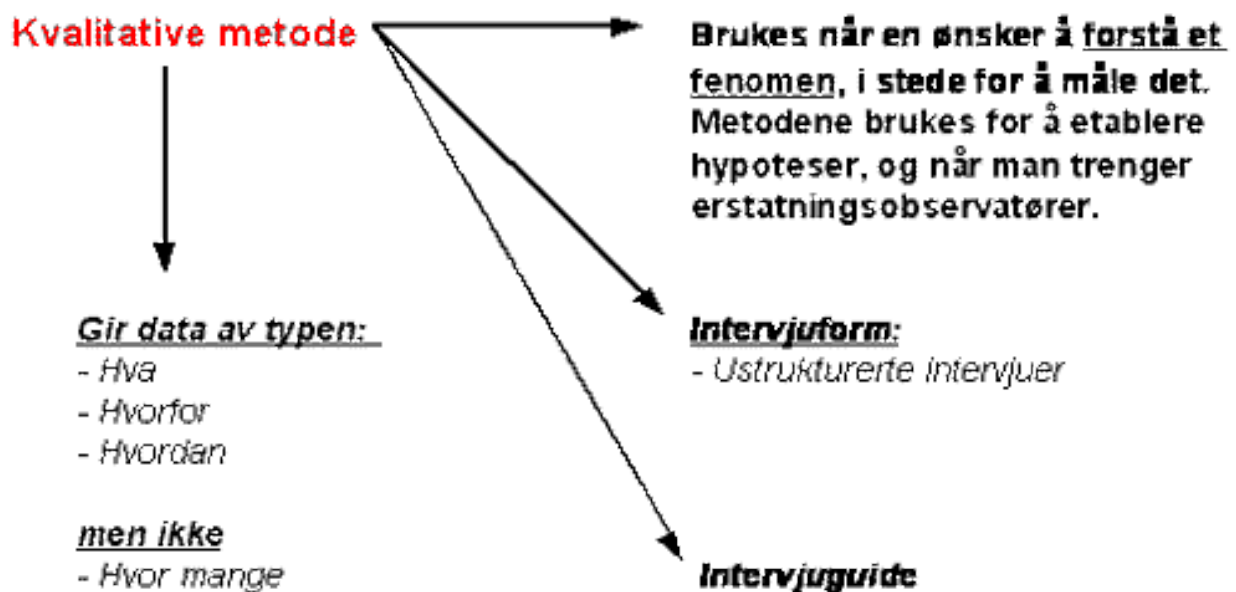 Kvalitative metode
Brukes når en ønsker å forstå et
fenomen, i stede for å måle det.
Metodene brukes for å etablere
hypoteser, og når man trenger
erstatningsobservatører.
Gir data av typen:
- Hva
- Hvorfor
- Hvordan
men ikke
- Hvor mange
Intervjuform:
- Ustrukturerte intervjuer
Intervjuguide